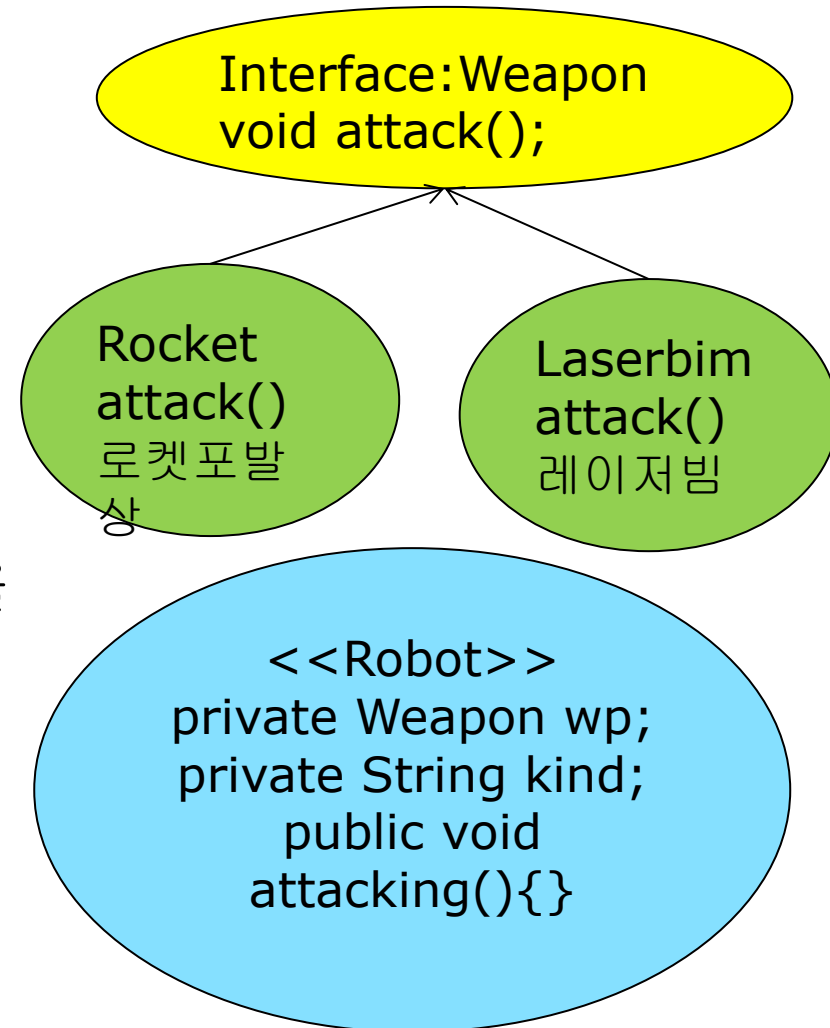 Interface:Weapon
void attack();
Rocket
attack()
로켓포발
상
Laserbim
attack()
레이저빔
<<Robot>>
private Weapon wp;
private String kind;
public void
attacking(){}